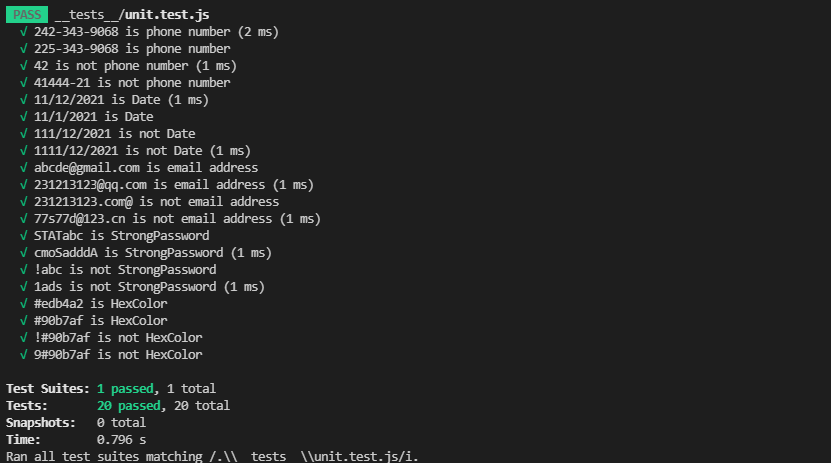 PASS __tests__/unit.test.js
√ 242-343-9068 is phone number (2 ms)
√ 225-343-9068 is phone number
√ 42 is not phone number (1 ms)
√ 41444-21 is not phone number
√ 11/12/2021 is Date (1 ms)
√ 11/1/2021 is Date
√ 111/12/2021 is not Date
√ 1111/12/2021 is not Date (1 ms)
√ abcde@gmail.com is email address
√ 231213123@qq.com is email address (1 ms)
√ 231213123.com@ is not email address
√ 77s77d@123.cn is not email address (1 ms)
√ STATabc is StrongPassword
√ cmoSadddA is StrongPassword (1 ms)
√ !abc is not StrongPassword
√ 1ads is not StrongPassword (1 ms)
√ #edb4a2 is HexColor
√ #90b7af is HexColor
√ !#90b7af is not HexColor
√ 9#90b7af is not HexColor
Test Suites: 1 passed, 1 total
Tests: 20 passed, 20 total
Snapshots: 0 total
Time: 0.796 s
Ran all test suites matching /.\\__tests__\\unit.test.js/i.